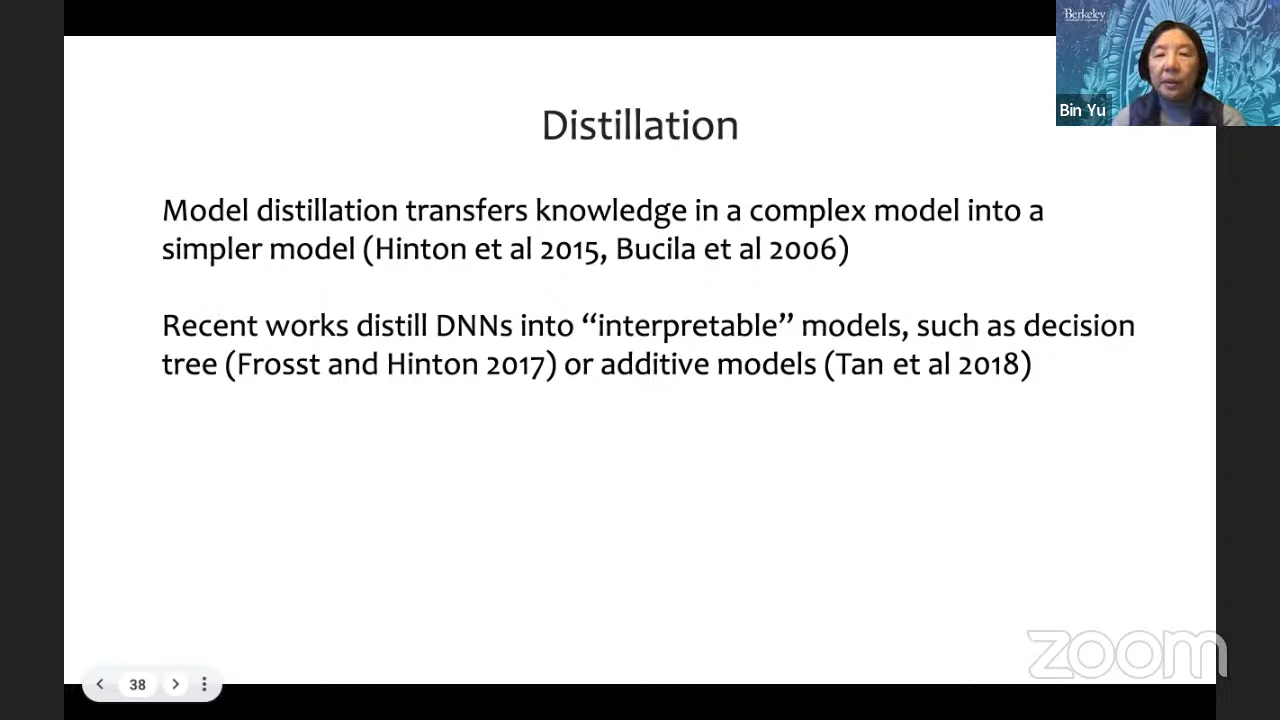 Berkeley
Bin Yu
Distillation
Model distillation transfers knowledge in a complex model into a
simpler model (Hinton et al 2015, Bucila et al 2006)
Recent works distill DNNs into “interpretable” models, such as decision
tree (Frosst and Hinton 2017) or additive models (Tan et al 2018)
38
zoom